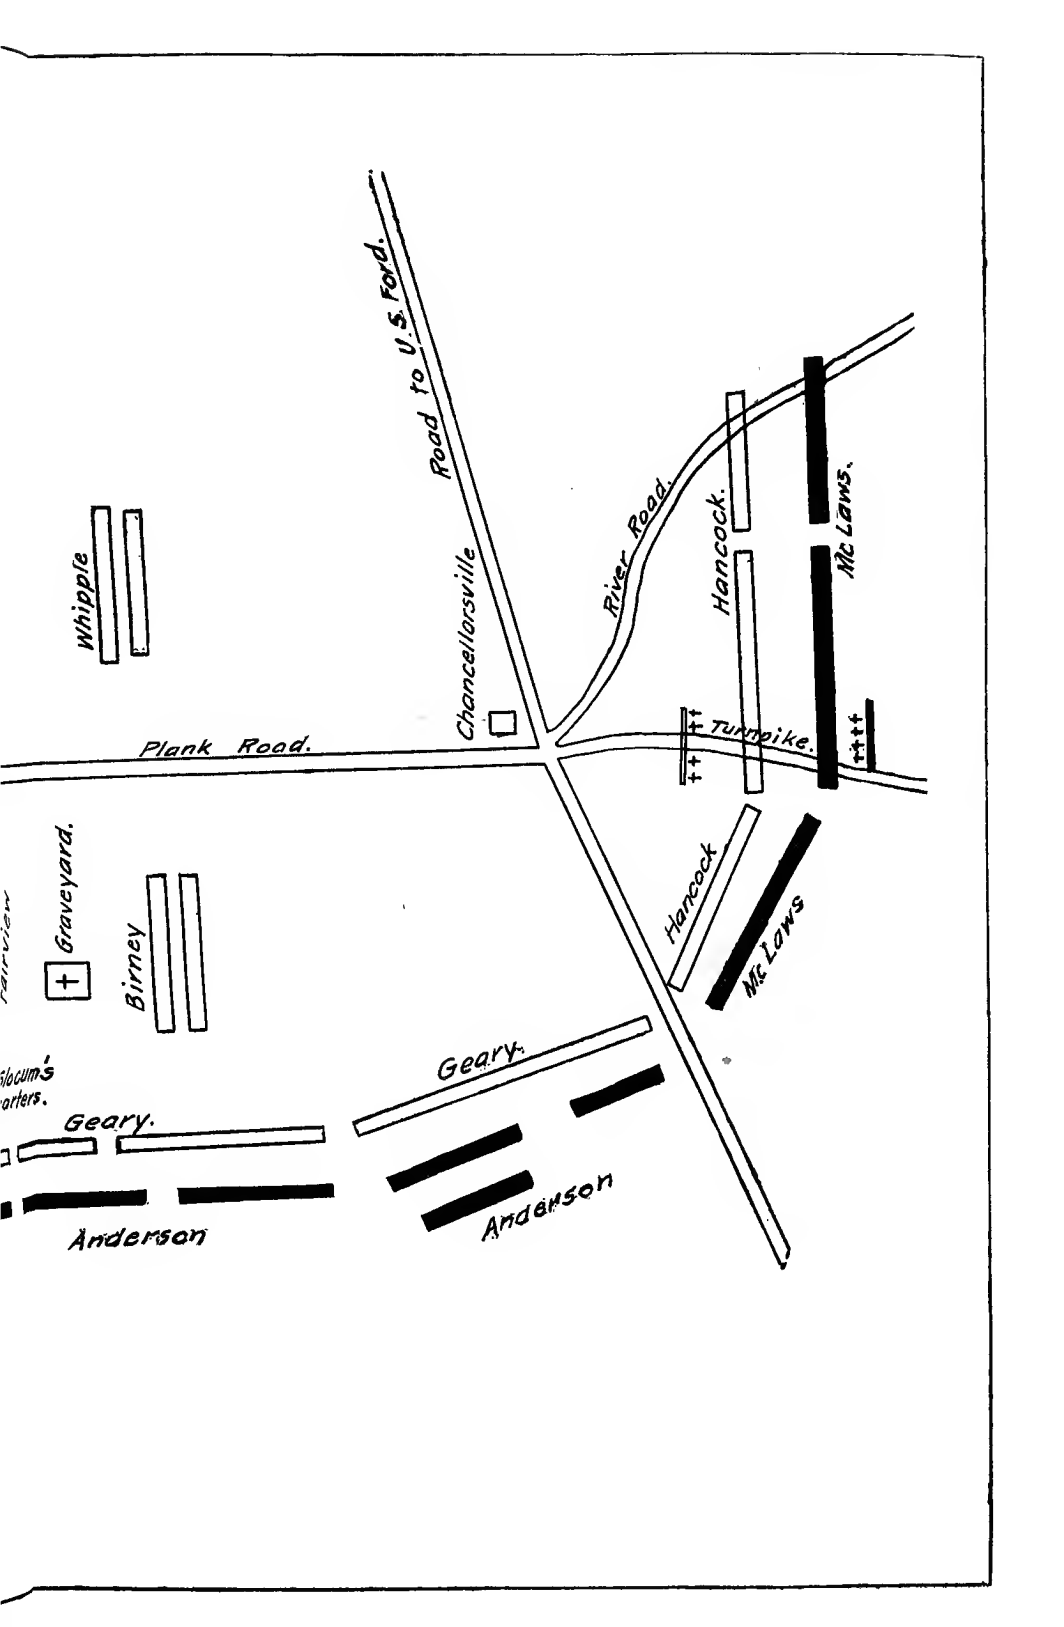 Road to U.S. Ford.
River Road.
Hancock.
Mc Laws.
Whipple
Chancellorsville
Plank Road.
Turnpike.
Graveyard.
Birney
Hancock
Mc Laws
Geary.
Geary.
Anderson
Anderson